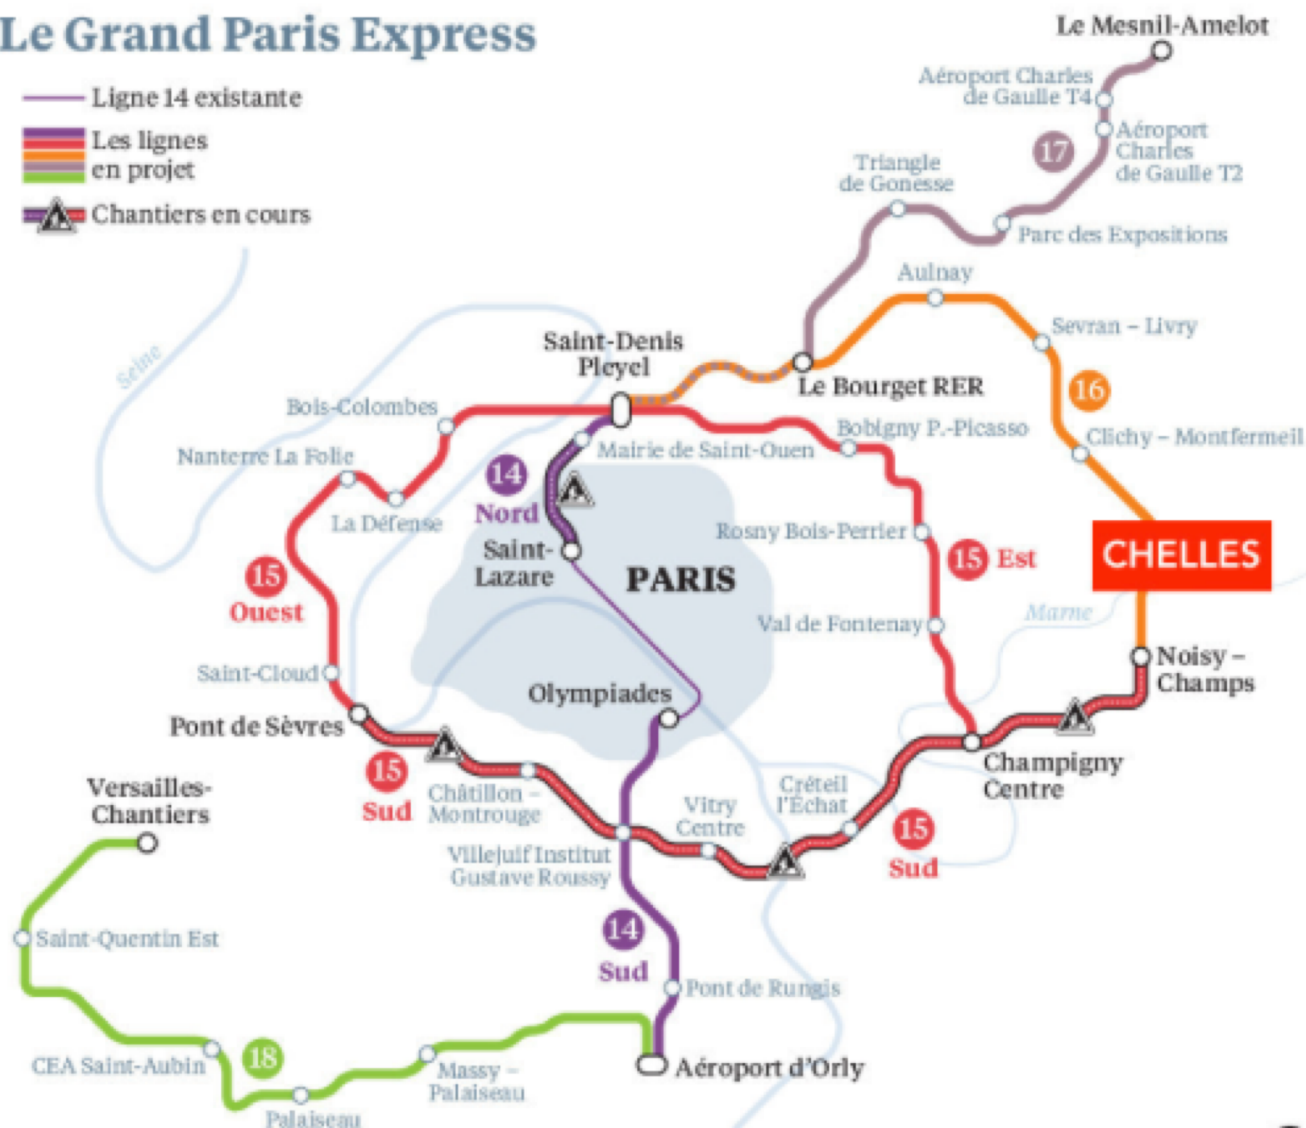 Le Grand Paris Express
Ligne 14 existante
Les lignes
en projet
Chantiers en cours
Le Mesnil-Amelot
Aéroport Charles
de Gaulle T4
Aéroport
Charles
de Gaulle T2
17
Triangle
de Gonesse
Parc des Expositions
Aulnay
Seine
Saint-Denis
Pleyel
Sevran – Livry
Le Bourget RER
16
Bois-Colombes
Bobigny P.-Picasso
Clichy – Montfermeil
Mairie de Saint-Ouen
Nanterre La Folie
14
Nord
La Défense
Rosny Bois-Perrier
15 Est
CHELLES
Saint-
Lazare
PARIS
15
Ouest
Marne
Val de Fontenay
Noisy –
Champs
Saint-Cloud
Olympiades
Pont de Sèvres
15
Sud
Champigny
Centre
Versailles-
Chantiers
Châtillon –
Montrouge
Vitry
Centre
Créteil
l'Échat
15
Sud
Villejuif Institut
Gustave Roussy
14
Sud
Saint-Quentin Est
Pont de Rungis
CEA Saint-Aubin
18
Massy –
Palaiseau
Aéroport d'Orly
Palaiseau